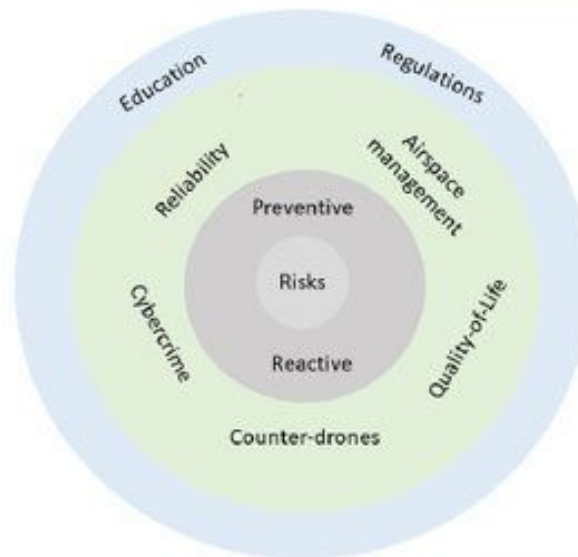 Education
Regulations
Reliability
Airspace
management
Preventive
Risks
Cybercrime
Quality-of-Life
Reactive
Counter-drones